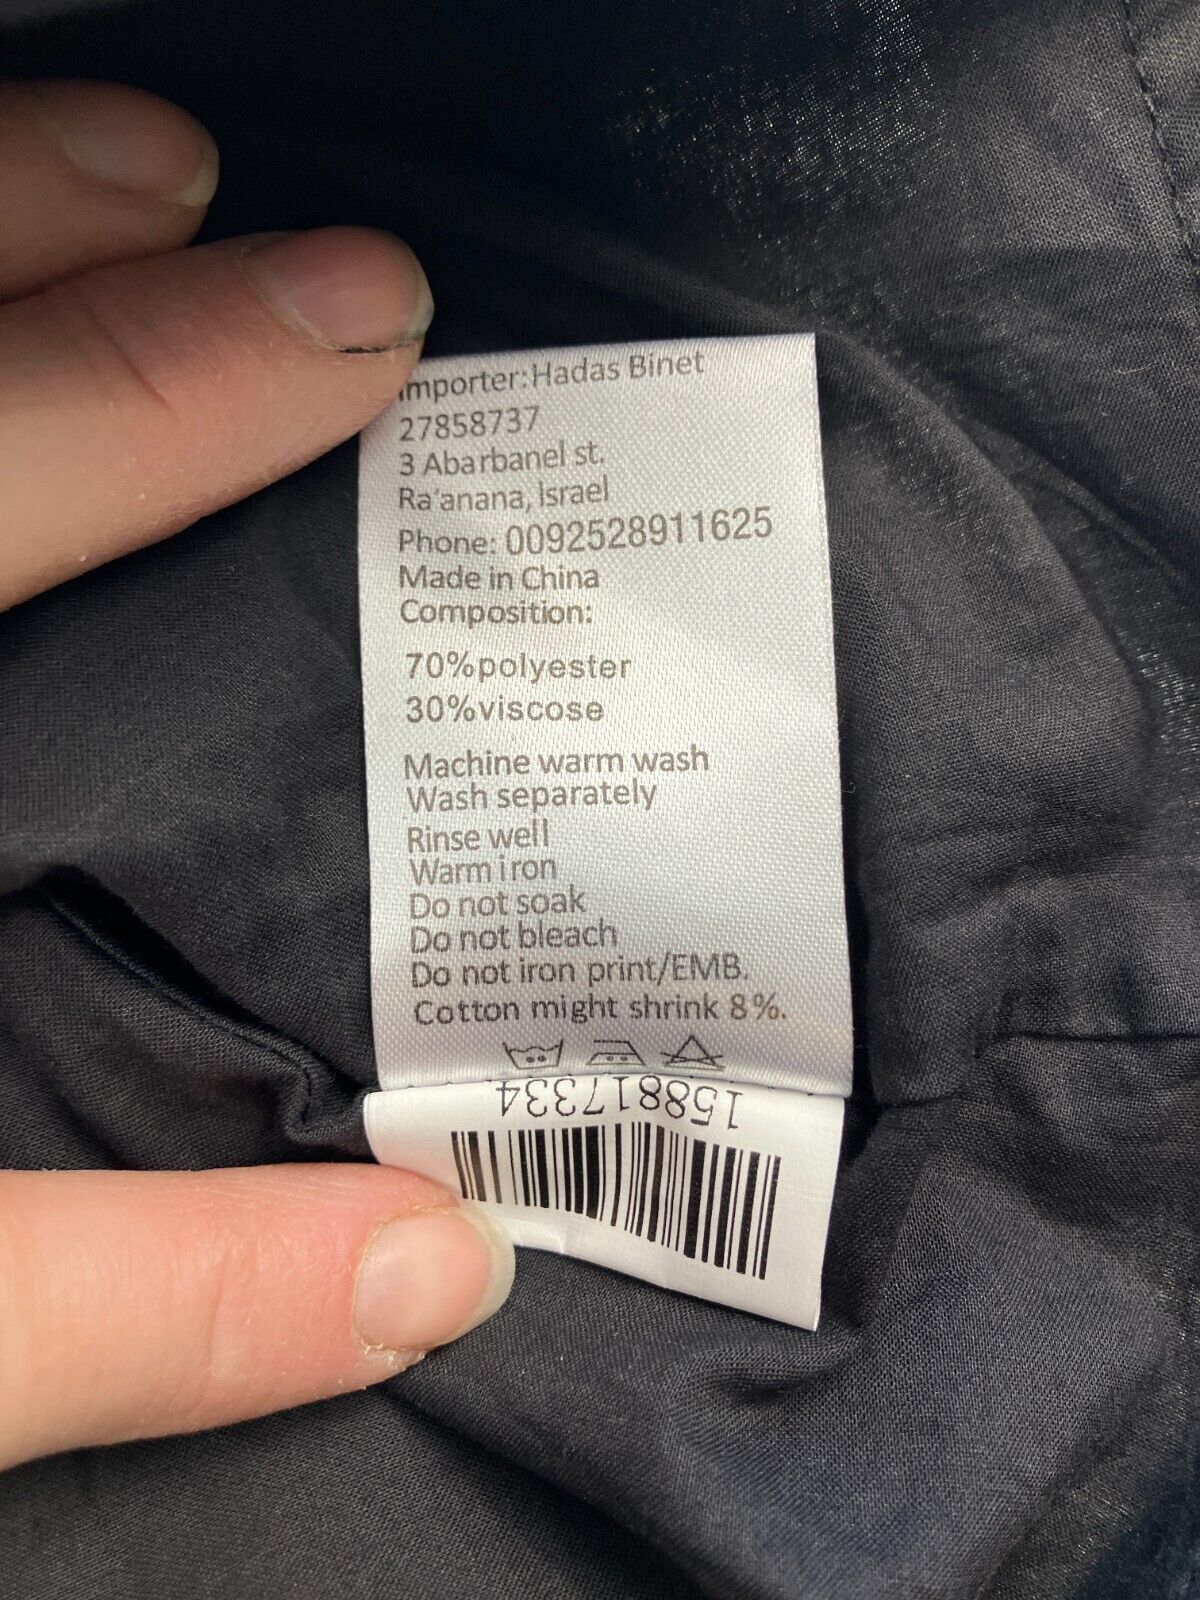 Importer:Hadas Binet
27858737
3 Abarbanel st.
Ra'anana, Israel
Phone: 0092528911625
Made in China
Composition:
70%polyester
30%viscose
Machine warm wash
Wash separately
Rinse well
Warm iron
Do not soak
Do not bleach
Do not iron print/EMB.
Cotton might shrink 8%.
158817334